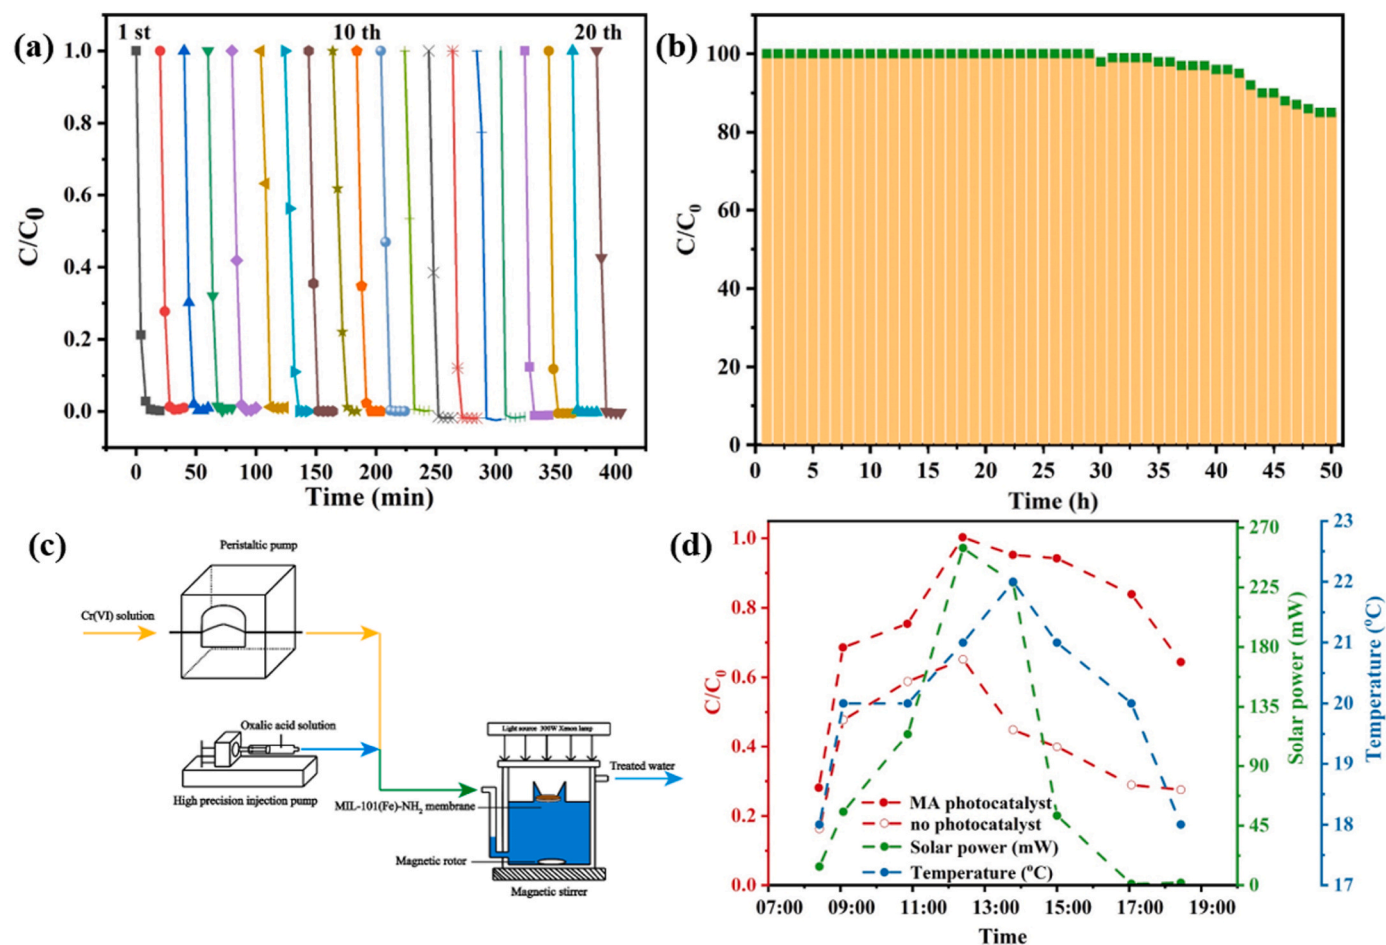 (a)
1 st
10 th
20 th
1.0
0.8
0.6
0.4
0.2
0.0
C/C0
0 50 100 150 200 250 300 350 400
Time (min)
(b)
100
80
60
40
20
0
C/C0
0 5 10 15 20 25 30 35 40 45 50
Time (h)
(c)
Peristaltic pump
Cr(VI) solution
Oxalic acid solution
High precision injection pump
Light source 300W Xenon lamp
Treated water
MIL-101(Fe)-NH2 membrane
Magnetic rotor
Magnetic stirrer
(d)
1.0
0.8
0.6
0.4
0.2
0.0
C/C0
MA photocatalyst
no photocatalyst
Solar power (mW)
Temperature (oC)
07:00 09:00 11:00 13:00 15:00 17:00 19:00
Time
270
225
180
135
90
45
0
Solar power (mW)
23
22
21
20
19
18
17
Temperature (oC)